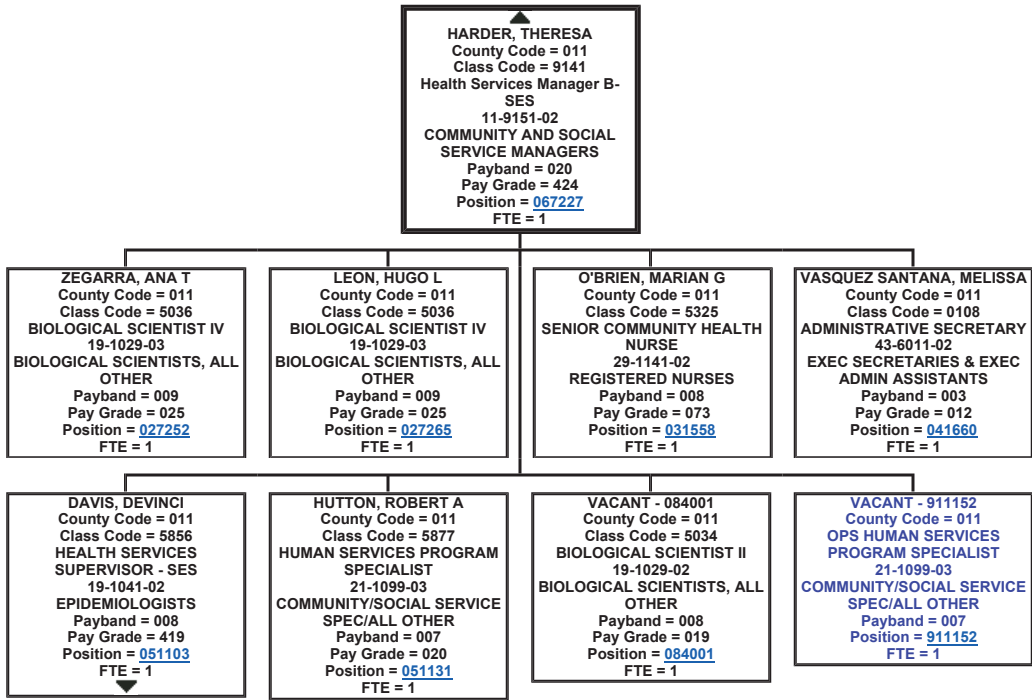 HARDER, THERESA
County Code = 011
Class Code = 9141
Health Services Manager B-
SES
11-9151-02
COMMUNITY AND SOCIAL
SERVICE MANAGERS
Payband = 020
Pay Grade = 424
Position = 067227
FTE = 1
ZEGARRA, ANA T
County Code = 011
Class Code = 5036
BIOLOGICAL SCIENTIST IV
19-1029-03
BIOLOGICAL SCIENTISTS, ALL
OTHER
Payband = 009
Pay Grade = 025
Position = 027252
FTE = 1
LEON, HUGO L
County Code = 011
Class Code = 5036
BIOLOGICAL SCIENTIST IV
19-1029-03
BIOLOGICAL SCIENTISTS, ALL
OTHER
Payband = 009
Pay Grade = 025
Position = 027265
FTE = 1
O'BRIEN, MARIAN G
County Code = 011
Class Code = 5325
SENIOR COMMUNITY HEALTH
NURSE
29-1141-02
REGISTERED NURSES
Payband = 008
Pay Grade = 073
Position = 031558
FTE = 1
VASQUEZ SANTANA, MELISSA
County Code = 011
Class Code = 0108
ADMINISTRATIVE SECRETARY
43-6011-02
EXEC SECRETARIES & EXEC
ADMIN ASSISTANTS
Payband = 003
Pay Grade = 012
Position = 041660
FTE = 1
DAVIS, DEVINCI
County Code = 011
Class Code = 5856
HEALTH SERVICES
SUPERVISOR - SES
19-1041-02
EPIDEMIOLOGISTS
Payband = 008
Pay Grade = 419
Position = 051103
FTE = 1
HUTTON, ROBERT A
County Code = 011
Class Code = 5877
HUMAN SERVICES PROGRAM
SPECIALIST
21-1099-03
COMMUNITY/SOCIAL SERVICE
SPEC/ALL OTHER
Payband = 007
Pay Grade = 020
Position = 051131
FTE = 1
VACANT - 084001
County Code = 011
Class Code = 5034
BIOLOGICAL SCIENTIST II
19-1029-02
BIOLOGICAL SCIENTISTS, ALL
OTHER
Payband = 008
Pay Grade = 019
Position = 084001
FTE = 1
VACANT - 911152
County Code = 011
OPS HUMAN SERVICES
PROGRAM SPECIALIST
21-1099-03
COMMUNITY/SOCIAL SERVICE
SPEC/ALL OTHER
Payband = 007
Position = 911152
FTE = 1